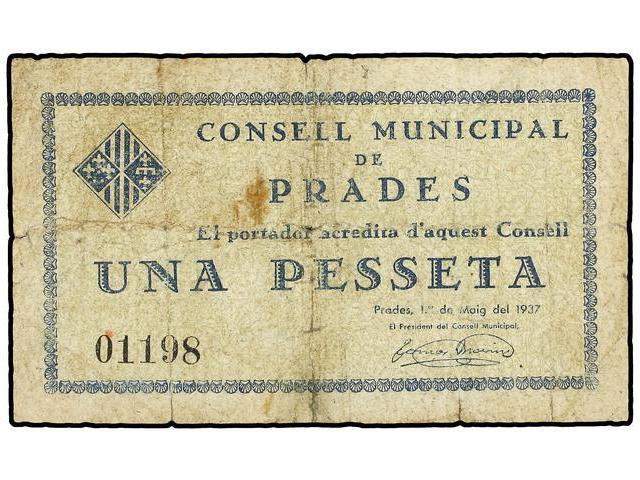 CONSELL MUNICIPAL
DE
PRADES
El portador acredita d'aquest Consell
UNA PESSETA
Prades, 1.er de Maig del 1937
El President del Consell Municipal,
01198